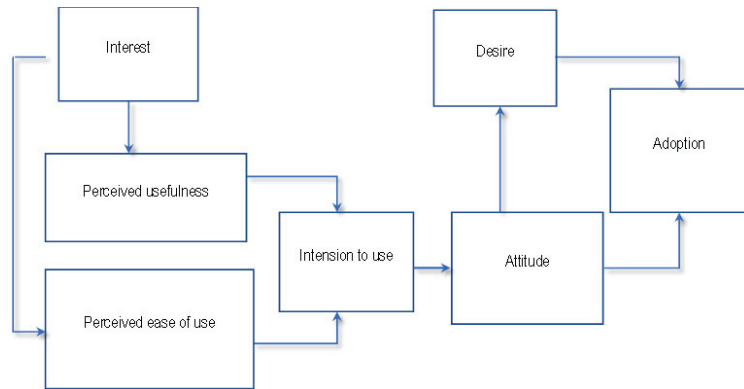 Interest
Desire
Adoption
Perceived usefulness
Intension to use
Attitude
Perceived ease of use